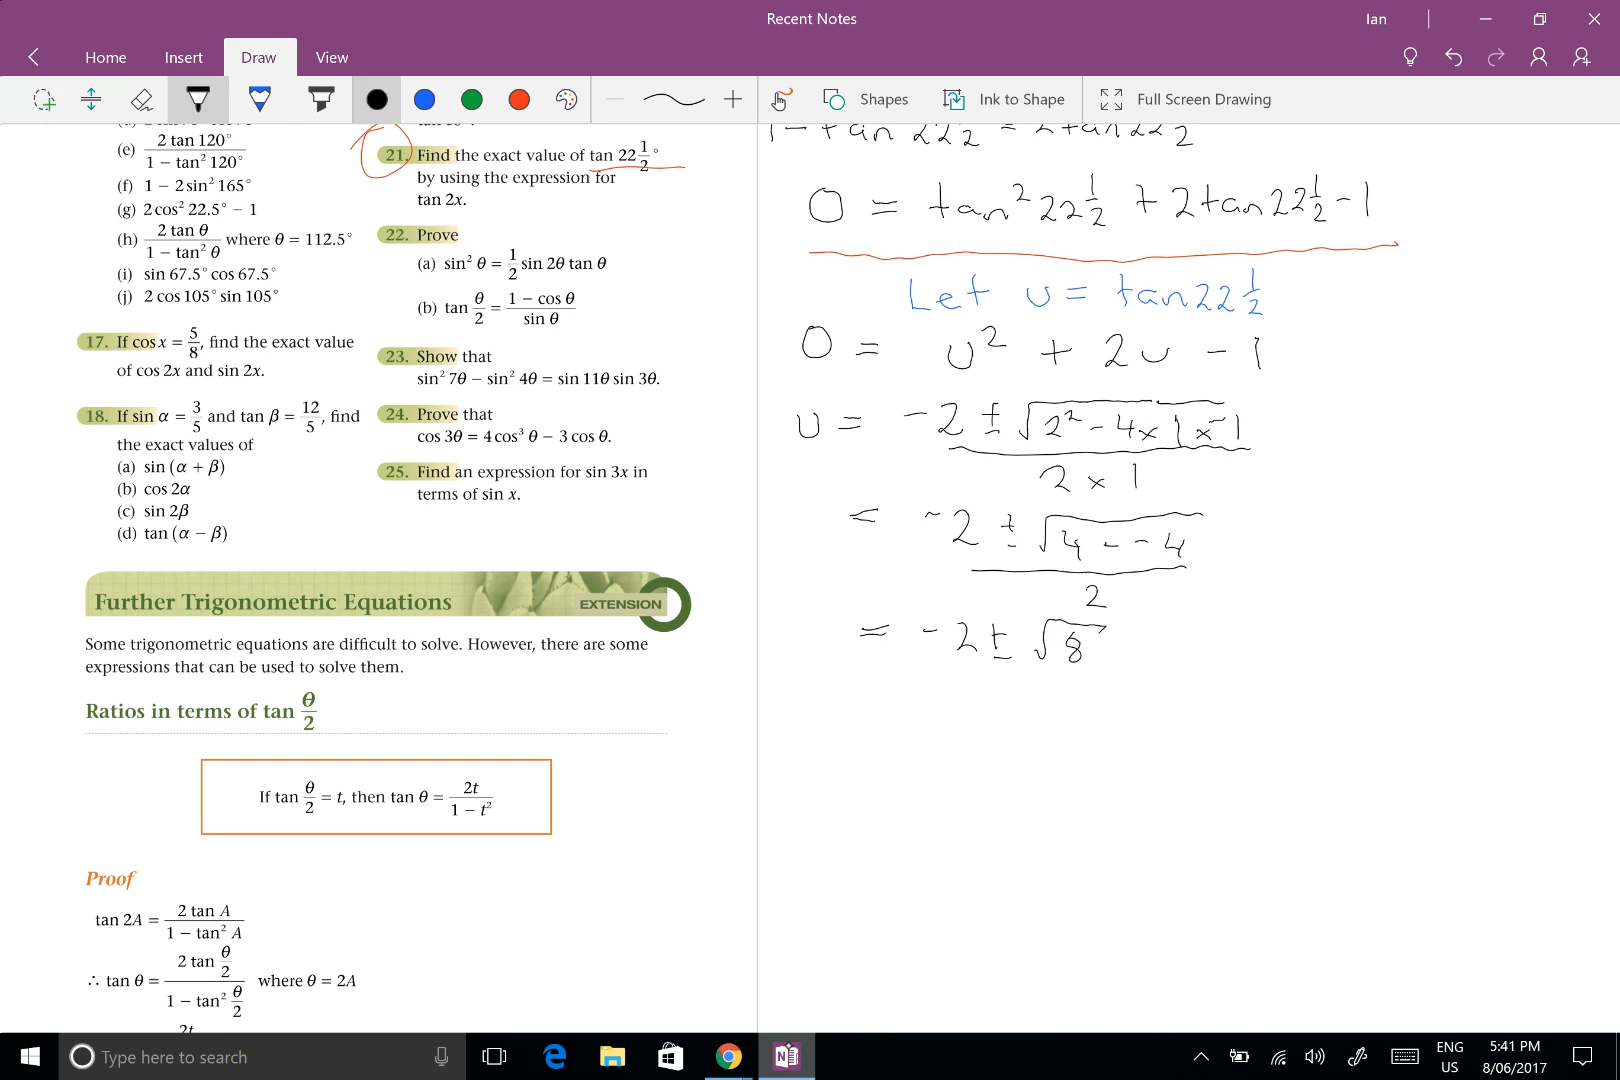 Recent Notes
Ian
Home Insert Draw View
Shapes Ink to Shape Full Screen Drawing
(e) 2 tan 120° / 1 − tan² 120°
(f) 1 − 2 sin² 165°
(g) 2 cos² 22.5° − 1
(h) 2 tan θ / 1 − tan² θ where θ = 112.5°
(i) sin 67.5° cos 67.5°
(j) 2 cos 105° sin 105°
17. If cos x = 5/8, find the exact value
of cos 2x and sin 2x.
18. If sin α = 3/5 and tan β = 12/5, find
the exact values of
(a) sin (α + β)
(b) cos 2α
(c) sin 2β
(d) tan (α − β)
21. Find the exact value of tan 22 1/2°
by using the expression for
tan 2x.
22. Prove
(a) sin² θ = 1/2 sin 2θ tan θ
(b) tan θ/2 = 1 − cos θ / sin θ
23. Show that
sin² 7θ − sin² 4θ = sin 11θ sin 3θ.
24. Prove that
cos 3θ = 4 cos³ θ − 3 cos θ.
25. Find an expression for sin 3x in
terms of sin x.
Further Trigonometric Equations
EXTENSION
Some trigonometric equations are difficult to solve. However, there are some
expressions that can be used to solve them.
Ratios in terms of tan θ/2
If tan θ/2 = t, then tan θ = 2t / 1 − t²
Proof
tan 2A = 2 tan A / 1 − tan² A
∴ tan θ = 2 tan θ/2 / 1 − tan² θ/2 where θ = 2A
2t
0 = tan² 22 1/2 + 2 tan 22 1/2 − 1
Let u = tan 22 1/2
0 = u² + 2u − 1
u = −2 ± √2² − 4 × 1 × −1 / 2 × 1
= −2 ± √4 − −4 / 2
= −2 ± √8
Type here to search
ENG
US
5:41 PM
8/06/2017